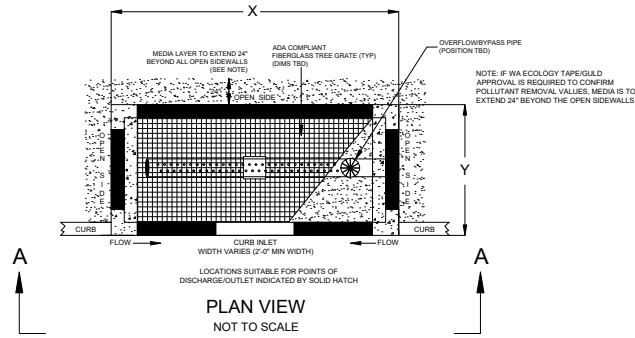 X
MEDIA LAYER TO EXTEND 24"
BEYOND ALL OPEN SIDEWALLS
(SEE NOTE)
ADA COMPLIANT
FIBERGLASS TREE GRATE (TYP)
(DIMS TBD)
OVERFLOW/BYPASS PIPE
(POSITION TBD)
NOTE: IF WA ECOLOGY TAPE/GULD
APPROVAL IS REQUIRED TO CONFIRM
POLLUTANT REMOVAL VALUES, MEDIA IS TO
EXTEND 24" BEYOND THE OPEN SIDEWALLS
24"
OPEN SIDE
OPEN SIDE
OPEN SIDE
Y
CURB
CURB
FLOW
CURB INLET
WIDTH VARIES (2'-0" MIN WIDTH)
FLOW
A
A
LOCATIONS SUITABLE FOR POINTS OF
DISCHARGE/OUTLET INDICATED BY SOLID HATCH
PLAN VIEW
NOT TO SCALE